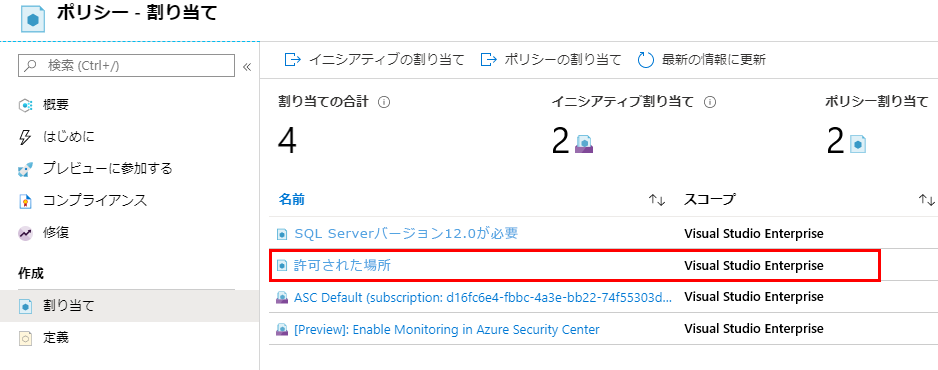 ポリシー - 割り当て
検索 (Ctrl+/)
«
概要
はじめに
プレビューに参加する
コンプライアンス
修復
作成
割り当て
定義
イニシアティブの割り当て ポリシーの割り当て 最新の情報に更新
割り当ての合計 イニシアティブ割り当て ポリシー割り当て
4 2 2
名前 ↑↓ スコープ ↑↓
SQL Serverバージョン12.0が必要 Visual Studio Enterprise
許可された場所 Visual Studio Enterprise
ASC Default (subscription: d16fc6e4-fbbc-4a3e-bb22-74f55303d... Visual Studio Enterprise
[Preview]: Enable Monitoring in Azure Security Center Visual Studio Enterprise